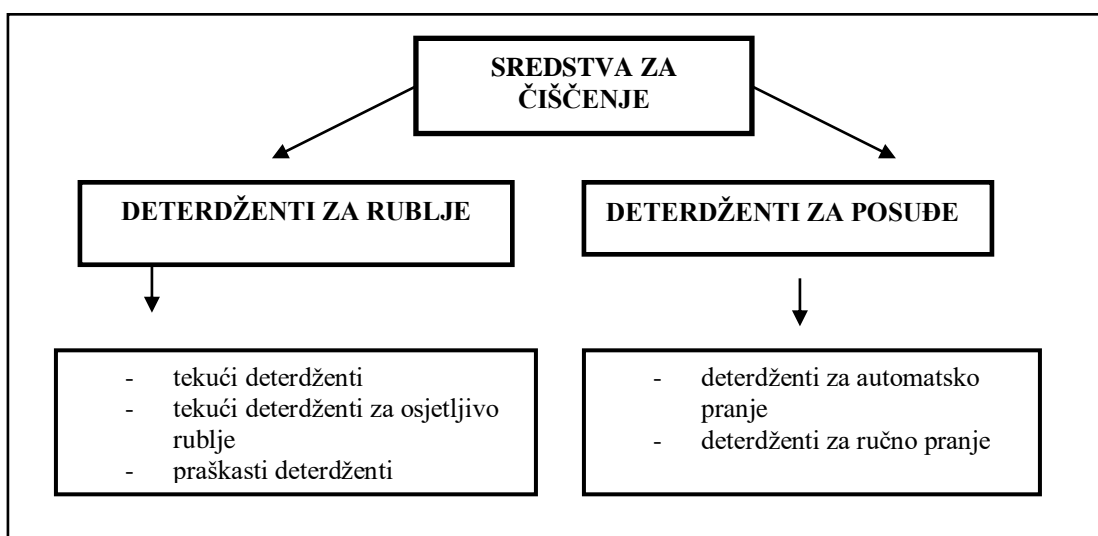 SREDSTVA ZA
ČIŠČENJE
DETERDŽENTI ZA RUBLJE
DETERDŽENTI ZA POSUĐE
- tekući deterdženti
- tekući deterdženti za osjetljivo
rublje
- praškasti deterdženti
- deterdženti za automatsko
pranje
- deterdženti za ručno pranje